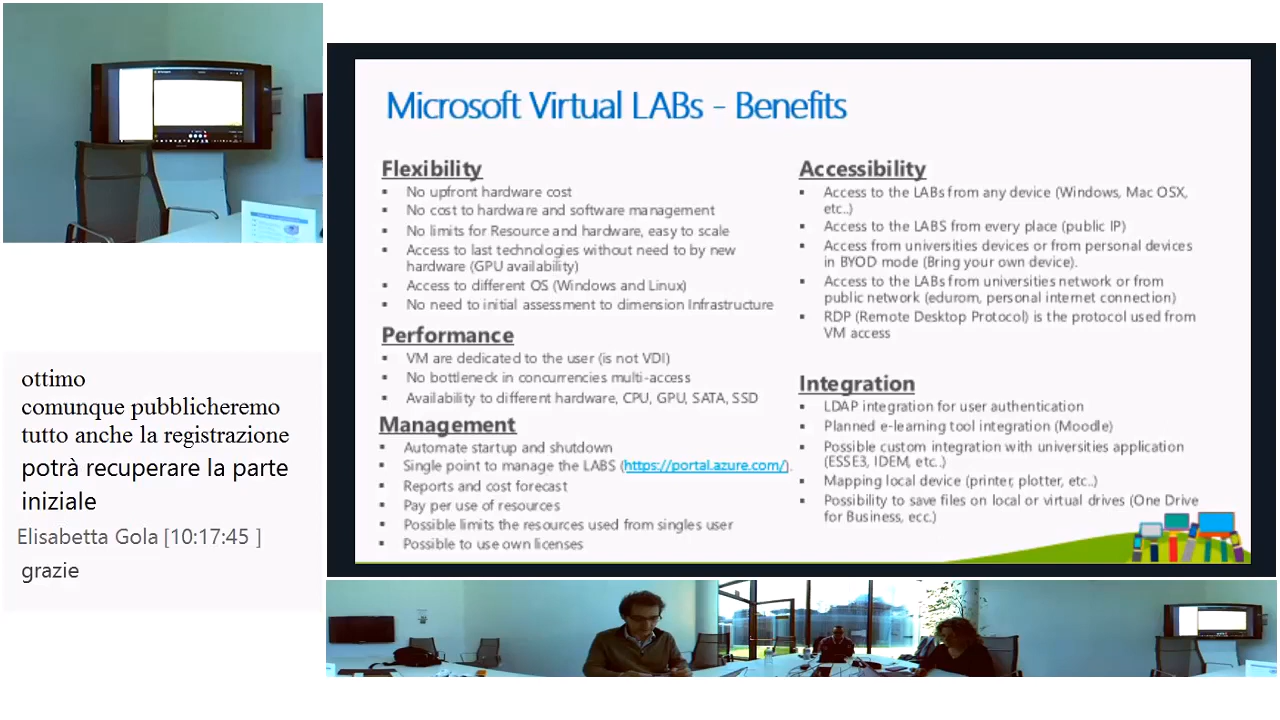 Microsoft Virtual LABs - Benefits
Flexibility
▪ No upfront hardware cost
▪ No cost to hardware and software management
▪ No limits for Resource and hardware, easy to scale
▪ Access to last technologies without need to by new
hardware (GPU availability)
▪ Access to different OS (Windows and Linux)
▪ No need to initial assessment to dimension Infrastructure
Performance
▪ VM are dedicated to the user (is not VDI)
▪ No bottleneck in concurrencies multi-access
▪ Availability to different hardware, CPU, GPU, SATA, SSD
Management
▪ Automate startup and shutdown
▪ Single point to manage the LABS (https://portal.azure.com/).
▪ Reports and cost forecast
▪ Pay per use of resources
▪ Possible limits the resources used from singles user
▪ Possible to use own licenses
Accessibility
▪ Access to the LABs from any device (Windows, Mac OSX,
etc..)
▪ Access to the LABS from every place (public IP)
▪ Access from universities devices or from personal devices
in BYOD mode (Bring your own device).
▪ Access to the LABs from universities network or from
public network (edurom, personal internet connection)
▪ RDP (Remote Desktop Protocol) is the protocol used from
VM access
Integration
▪ LDAP integration for user authentication
▪ Planned e-learning tool integration (Moodle)
▪ Possible custom integration with universities application
(ESSE3, IDEM, etc..)
▪ Mapping local device (printer, plotter, etc..)
▪ Possibility to save files on local or virtual drives (One Drive
for Business, ecc.)
ottimo
comunque pubblicheremo
tutto anche la registrazione
potrà recuperare la parte
iniziale
Elisabetta Gola [10:17:45 ]
grazie